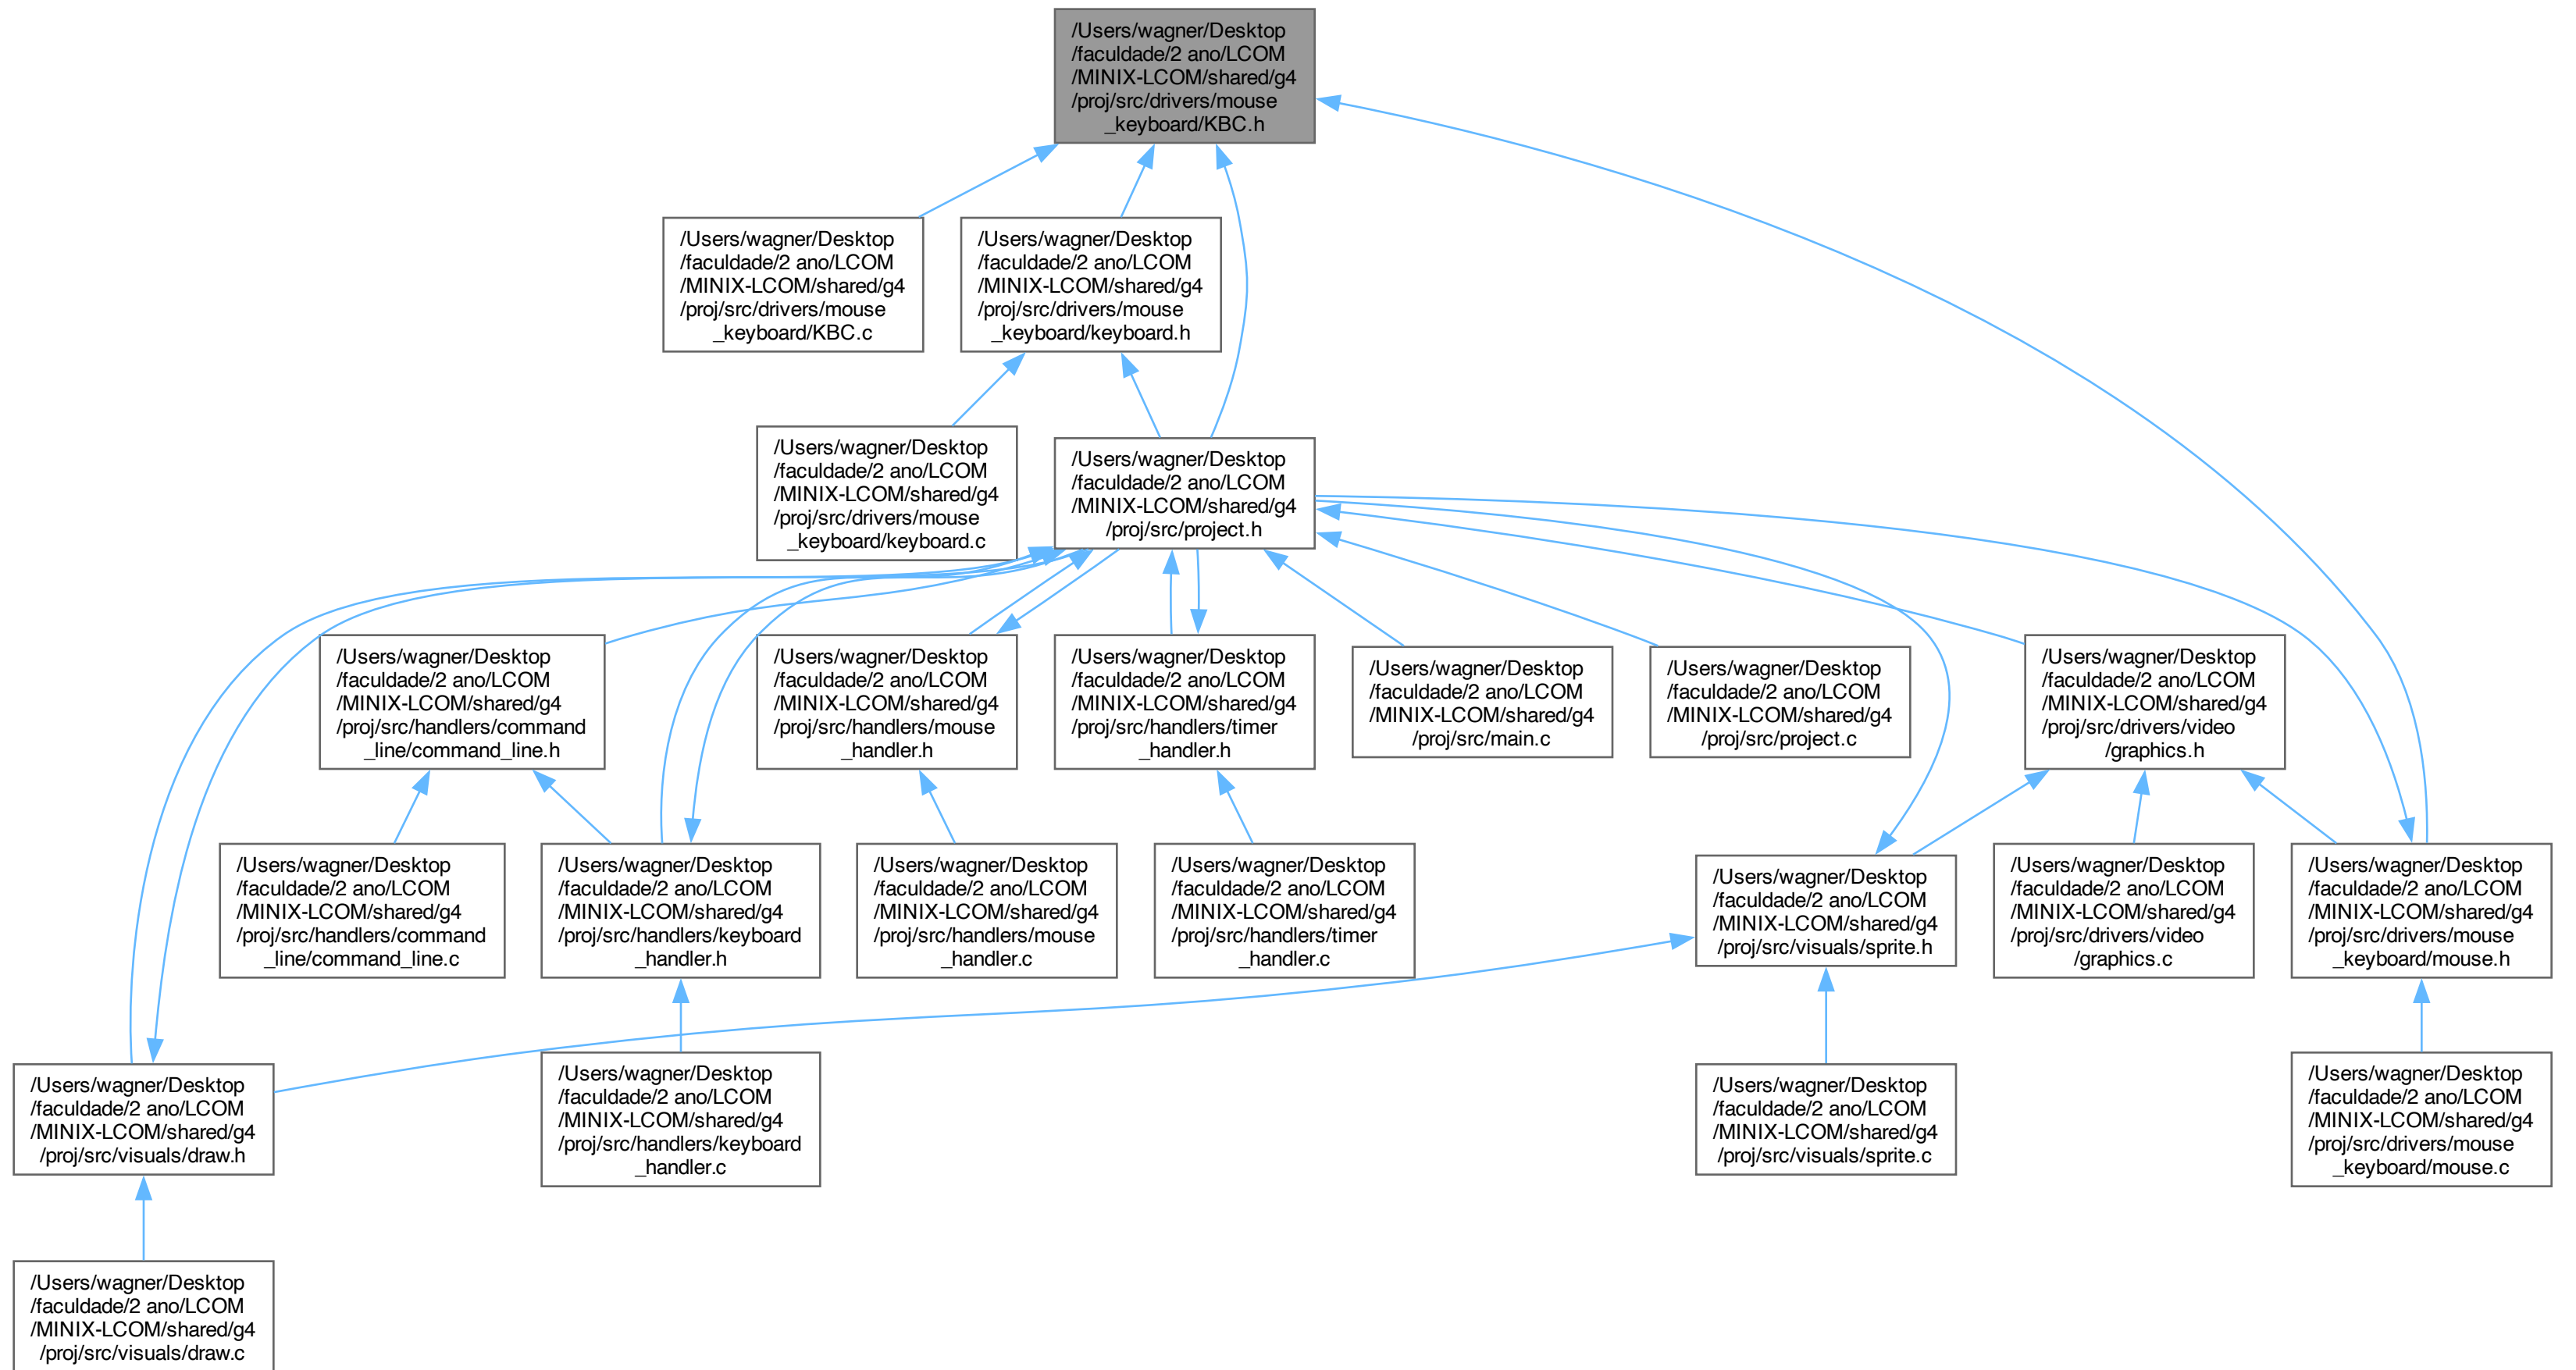 /Users/wagner/Desktop
/faculdade/2 ano/LCOM
/MINIX-LCOM/shared/g4
/proj/src/drivers/mouse
_keyboard/KBC.h
/Users/wagner/Desktop
/faculdade/2 ano/LCOM
/MINIX-LCOM/shared/g4
/proj/src/drivers/mouse
_keyboard/KBC.c
/Users/wagner/Desktop
/faculdade/2 ano/LCOM
/MINIX-LCOM/shared/g4
/proj/src/drivers/mouse
_keyboard/keyboard.h
/Users/wagner/Desktop
/faculdade/2 ano/LCOM
/MINIX-LCOM/shared/g4
/proj/src/drivers/mouse
_keyboard/keyboard.c
/Users/wagner/Desktop
/faculdade/2 ano/LCOM
/MINIX-LCOM/shared/g4
/proj/src/project.h
/Users/wagner/Desktop
/faculdade/2 ano/LCOM
/MINIX-LCOM/shared/g4
/proj/src/handlers/command
_line/command_line.h
/Users/wagner/Desktop
/faculdade/2 ano/LCOM
/MINIX-LCOM/shared/g4
/proj/src/handlers/mouse
_handler.h
/Users/wagner/Desktop
/faculdade/2 ano/LCOM
/MINIX-LCOM/shared/g4
/proj/src/handlers/timer
_handler.h
/Users/wagner/Desktop
/faculdade/2 ano/LCOM
/MINIX-LCOM/shared/g4
/proj/src/main.c
/Users/wagner/Desktop
/faculdade/2 ano/LCOM
/MINIX-LCOM/shared/g4
/proj/src/project.c
/Users/wagner/Desktop
/faculdade/2 ano/LCOM
/MINIX-LCOM/shared/g4
/proj/src/drivers/video
/graphics.h
/Users/wagner/Desktop
/faculdade/2 ano/LCOM
/MINIX-LCOM/shared/g4
/proj/src/handlers/command
_line/command_line.c
/Users/wagner/Desktop
/faculdade/2 ano/LCOM
/MINIX-LCOM/shared/g4
/proj/src/handlers/keyboard
_handler.h
/Users/wagner/Desktop
/faculdade/2 ano/LCOM
/MINIX-LCOM/shared/g4
/proj/src/handlers/mouse
_handler.c
/Users/wagner/Desktop
/faculdade/2 ano/LCOM
/MINIX-LCOM/shared/g4
/proj/src/handlers/timer
_handler.c
/Users/wagner/Desktop
/faculdade/2 ano/LCOM
/MINIX-LCOM/shared/g4
/proj/src/visuals/sprite.h
/Users/wagner/Desktop
/faculdade/2 ano/LCOM
/MINIX-LCOM/shared/g4
/proj/src/drivers/video
/graphics.c
/Users/wagner/Desktop
/faculdade/2 ano/LCOM
/MINIX-LCOM/shared/g4
/proj/src/drivers/mouse
_keyboard/mouse.h
/Users/wagner/Desktop
/faculdade/2 ano/LCOM
/MINIX-LCOM/shared/g4
/proj/src/visuals/draw.h
/Users/wagner/Desktop
/faculdade/2 ano/LCOM
/MINIX-LCOM/shared/g4
/proj/src/handlers/keyboard
_handler.c
/Users/wagner/Desktop
/faculdade/2 ano/LCOM
/MINIX-LCOM/shared/g4
/proj/src/visuals/sprite.c
/Users/wagner/Desktop
/faculdade/2 ano/LCOM
/MINIX-LCOM/shared/g4
/proj/src/drivers/mouse
_keyboard/mouse.c
/Users/wagner/Desktop
/faculdade/2 ano/LCOM
/MINIX-LCOM/shared/g4
/proj/src/visuals/draw.c